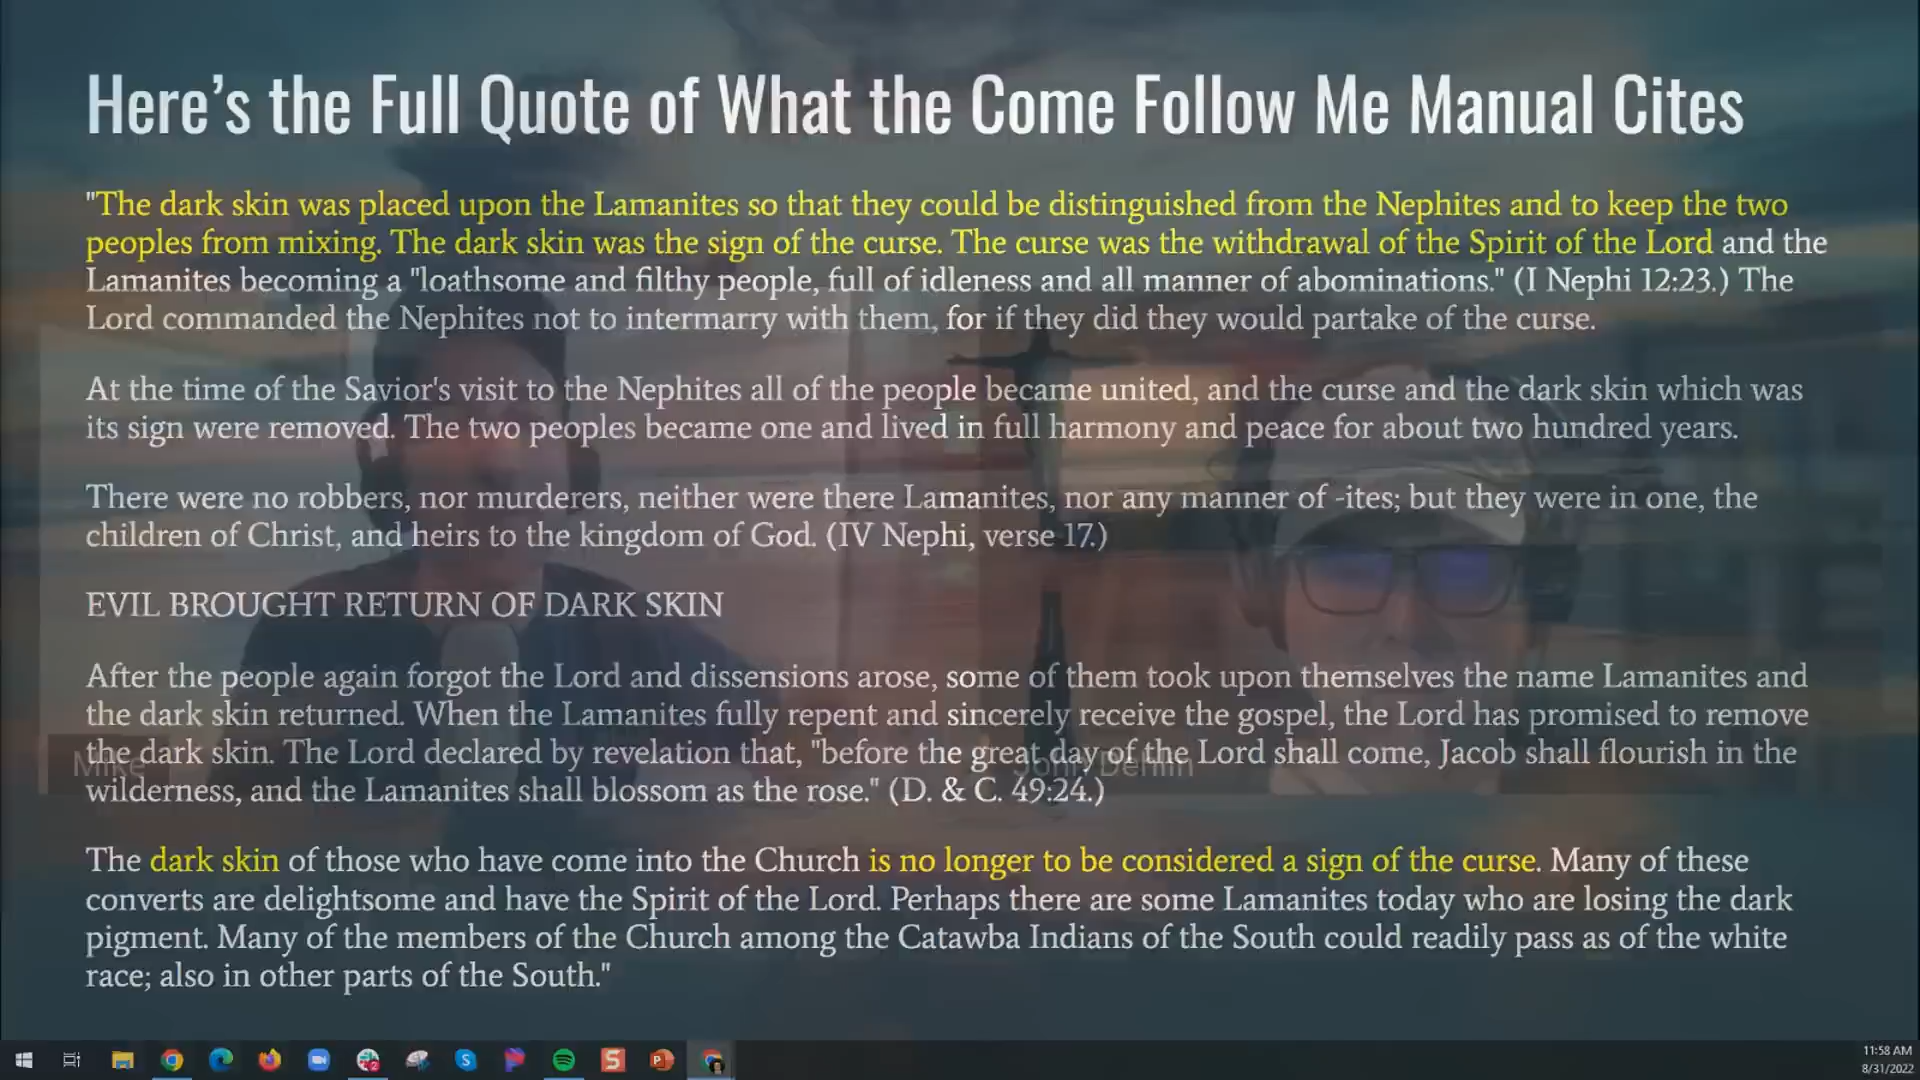 Here's the Full Quote of What the Come Follow Me Manual Cites
"The dark skin was placed upon the Lamanites so that they could be distinguished from the Nephites and to keep the two
peoples from mixing. The dark skin was the sign of the curse. The curse was the withdrawal of the Spirit of the Lord and the
Lamanites becoming a "loathsome and filthy people, full of idleness and all manner of abominations." (I Nephi 12:23.) The
Lord commanded the Nephites not to intermarry with them, for if they did they would partake of the curse.
At the time of the Savior's visit to the Nephites all of the people became united, and the curse and the dark skin which was
its sign were removed. The two peoples became one and lived in full harmony and peace for about two hundred years.
There were no robbers, nor murderers, neither were there Lamanites, nor any manner of -ites; but they were in one, the
children of Christ, and heirs to the kingdom of God. (IV Nephi, verse 17.)
EVIL BROUGHT RETURN OF DARK SKIN
After the people again forgot the Lord and dissensions arose, some of them took upon themselves the name Lamanites and
the dark skin returned. When the Lamanites fully repent and sincerely receive the gospel, the Lord has promised to remove
the dark skin. The Lord declared by revelation that, "before the great day of the Lord shall come, Jacob shall flourish in the
wilderness, and the Lamanites shall blossom as the rose." (D. & C. 49:24.)
Mike
John Dehlin
The dark skin of those who have come into the Church is no longer to be considered a sign of the curse. Many of these
converts are delightsome and have the Spirit of the Lord. Perhaps there are some Lamanites today who are losing the dark
pigment. Many of the members of the Church among the Catawba Indians of the South could readily pass as of the white
race; also in other parts of the South."
11:58 AM
8/31/2022